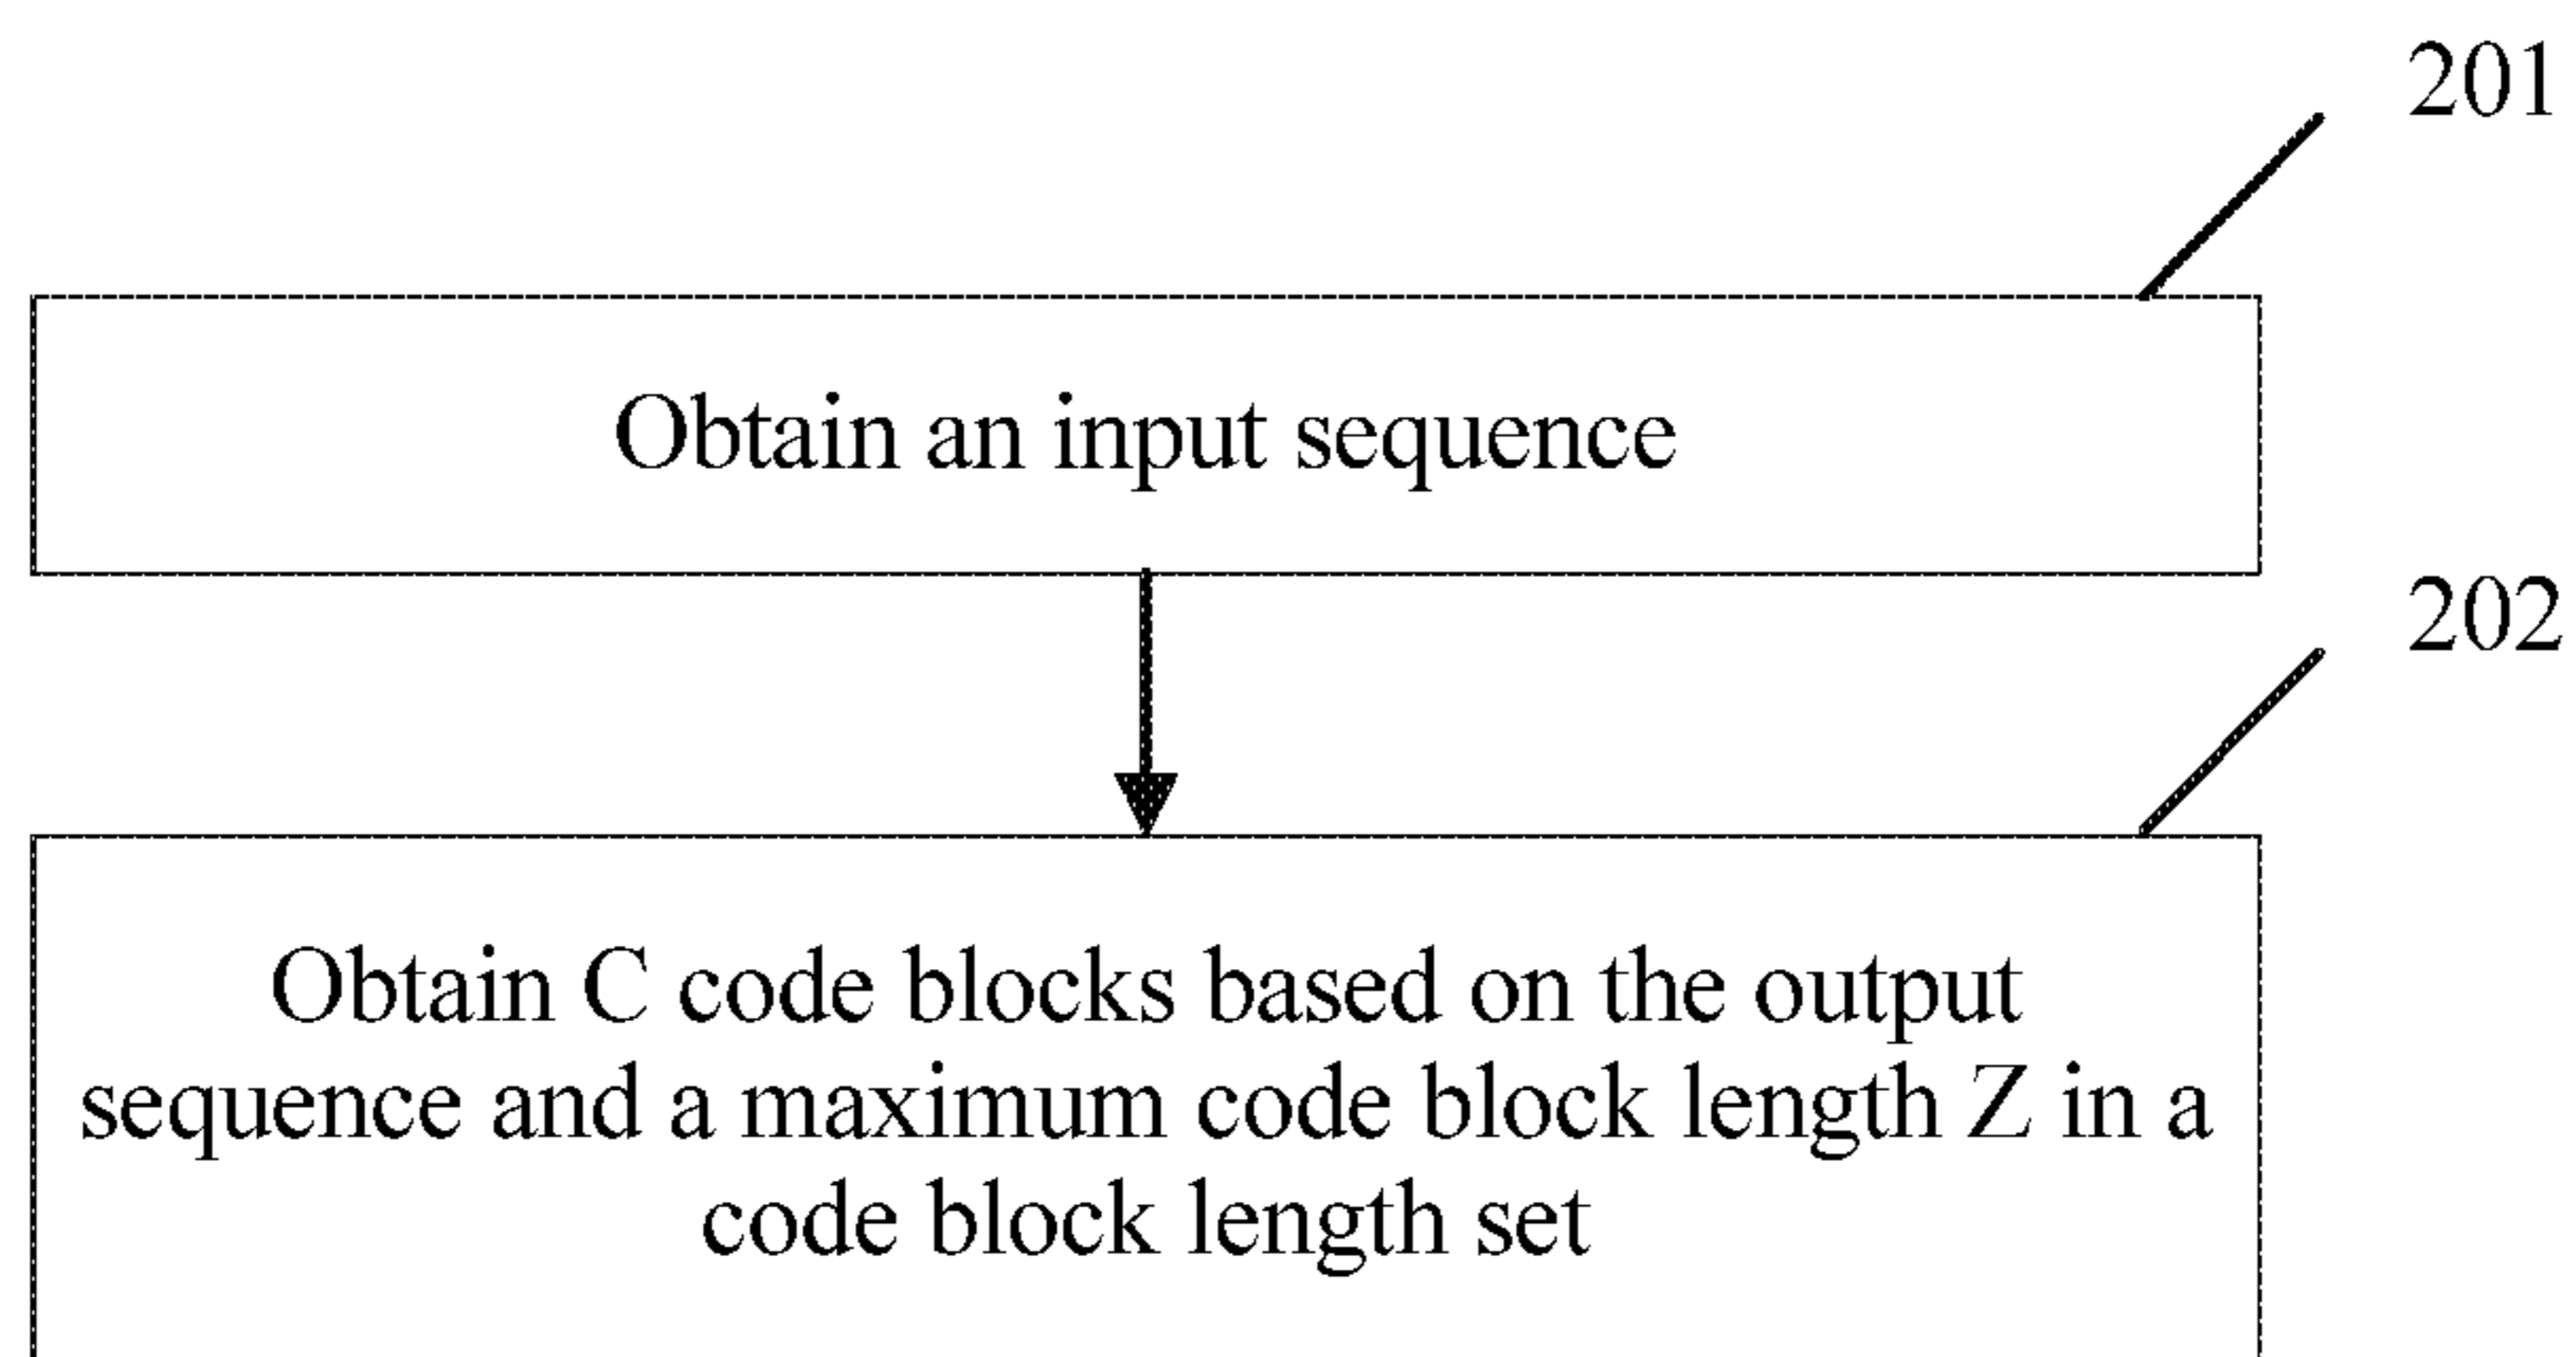 201
Obtain an input sequence
202
Obtain C code blocks based on the output
sequence and a maximum code block length Z in a
code block length set